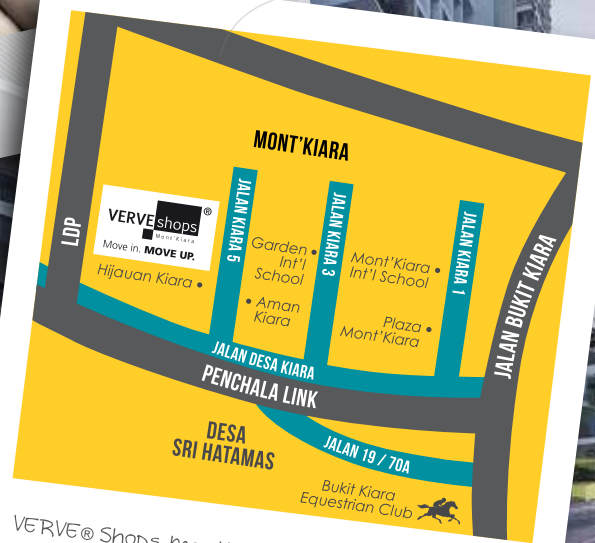 MONT'KIARA
LDP
VERVE shops®
Mont'Kiara
Move in. MOVE UP.
Hijauan Kiara
JALAN KIARA 5
Garden
Int'l
School
Aman
Kiara
JALAN KIARA 3
Mont'Kiara
Int'l School
Plaza
Mont'Kiara
JALAN KIARA 1
JALAN BUKIT KIARA
JALAN DESA KIARA
PENCHALA LINK
DESA
SRI HATAMAS
JALAN 19 / 70A
Bukit Kiara
Equestrian Club
VERVE® Shops